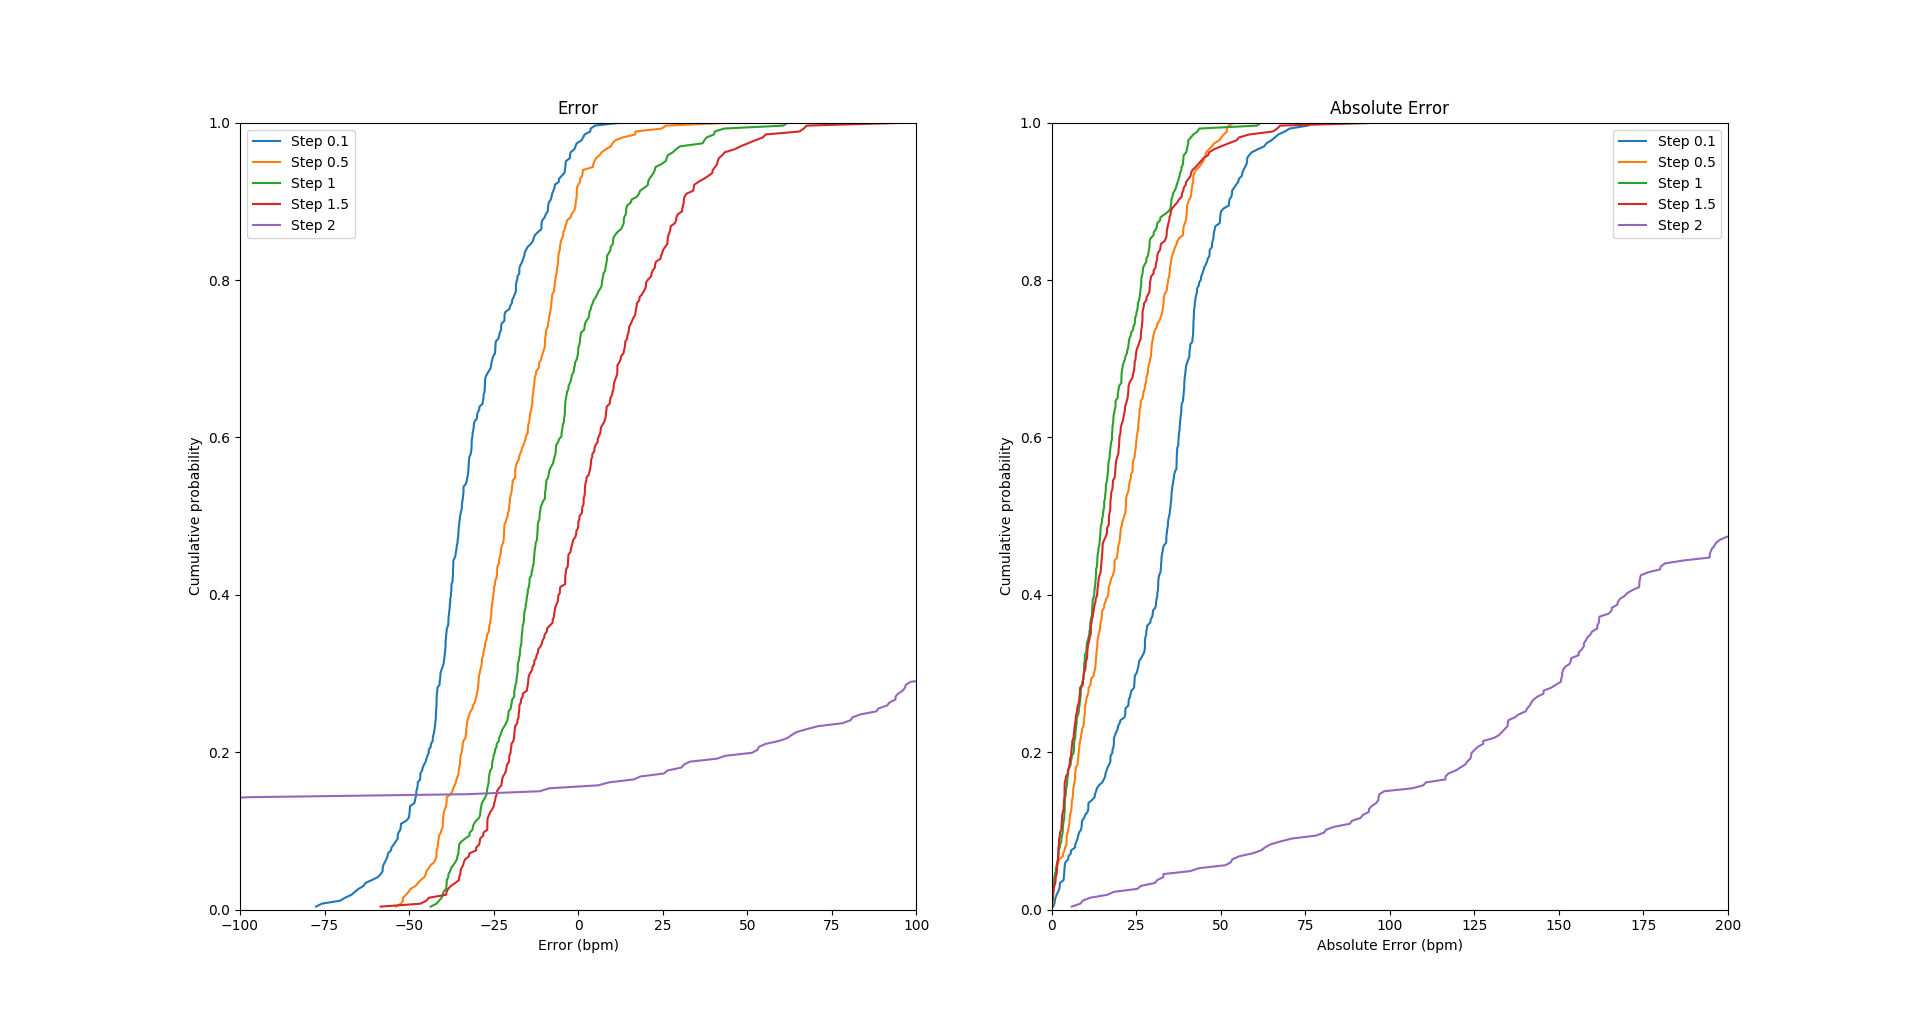 Error
1.0
0.8
0.6
0.4
0.2
0.0
Cumulative probability
Step 0.1
Step 0.5
Step 1
Step 1.5
Step 2
−100
−75
−50
−25
0
25
50
75
100
Error (bpm)
Absolute Error
1.0
0.8
0.6
0.4
0.2
0.0
Cumulative probability
Step 0.1
Step 0.5
Step 1
Step 1.5
Step 2
0
25
50
75
100
125
150
175
200
Absolute Error (bpm)